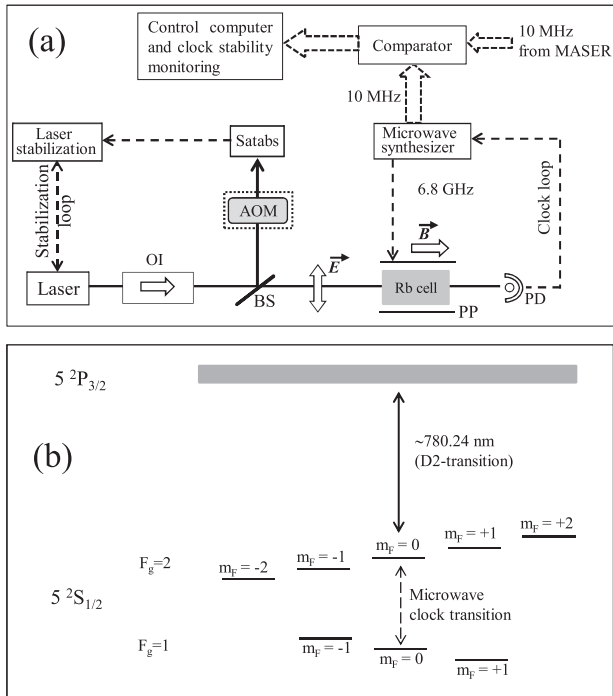 (a)
Control computer
and clock stability
monitoring
Comparator
10 MHz
from MASER
10 MHz
Laser
stabilization
Satabs
Microwave
synthesizer
Stabilization
loop
AOM
6.8 GHz
Clock loop
OI
E
B
Laser
BS
Rb cell
PP
PD
5 ²P₃/₂
(b)
~780.24 nm
(D2-transition)
F_g=2
m_F = -2
m_F = -1
m_F = 0
m_F = +1
m_F = +2
5 ²S₁/₂
Microwave
clock transition
F_g=1
m_F = -1
m_F = 0
m_F = +1